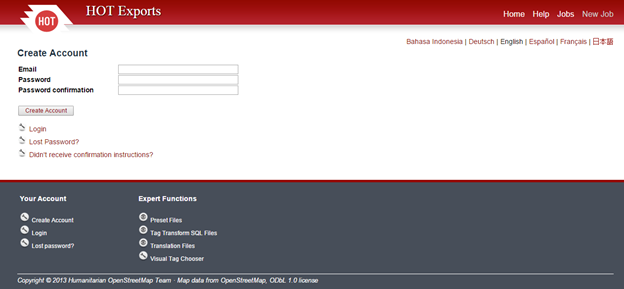 HOT
HOT Exports
Home Help Jobs New Job
Bahasa Indonesia | Deutsch | English | Español | Français | 日本語
Create Account
Email
Password
Password confirmation
Create Account
Login
Lost Password?
Didn't receive confirmation instructions?
Your Account
Create Account
Login
Lost password?
Expert Functions
Preset Files
Tag Transform SQL Files
Translation Files
Visual Tag Chooser
Copyright © 2013 Humanitarian OpenStreetMap Team - Map data from OpenStreetMap, ODbL 1.0 license